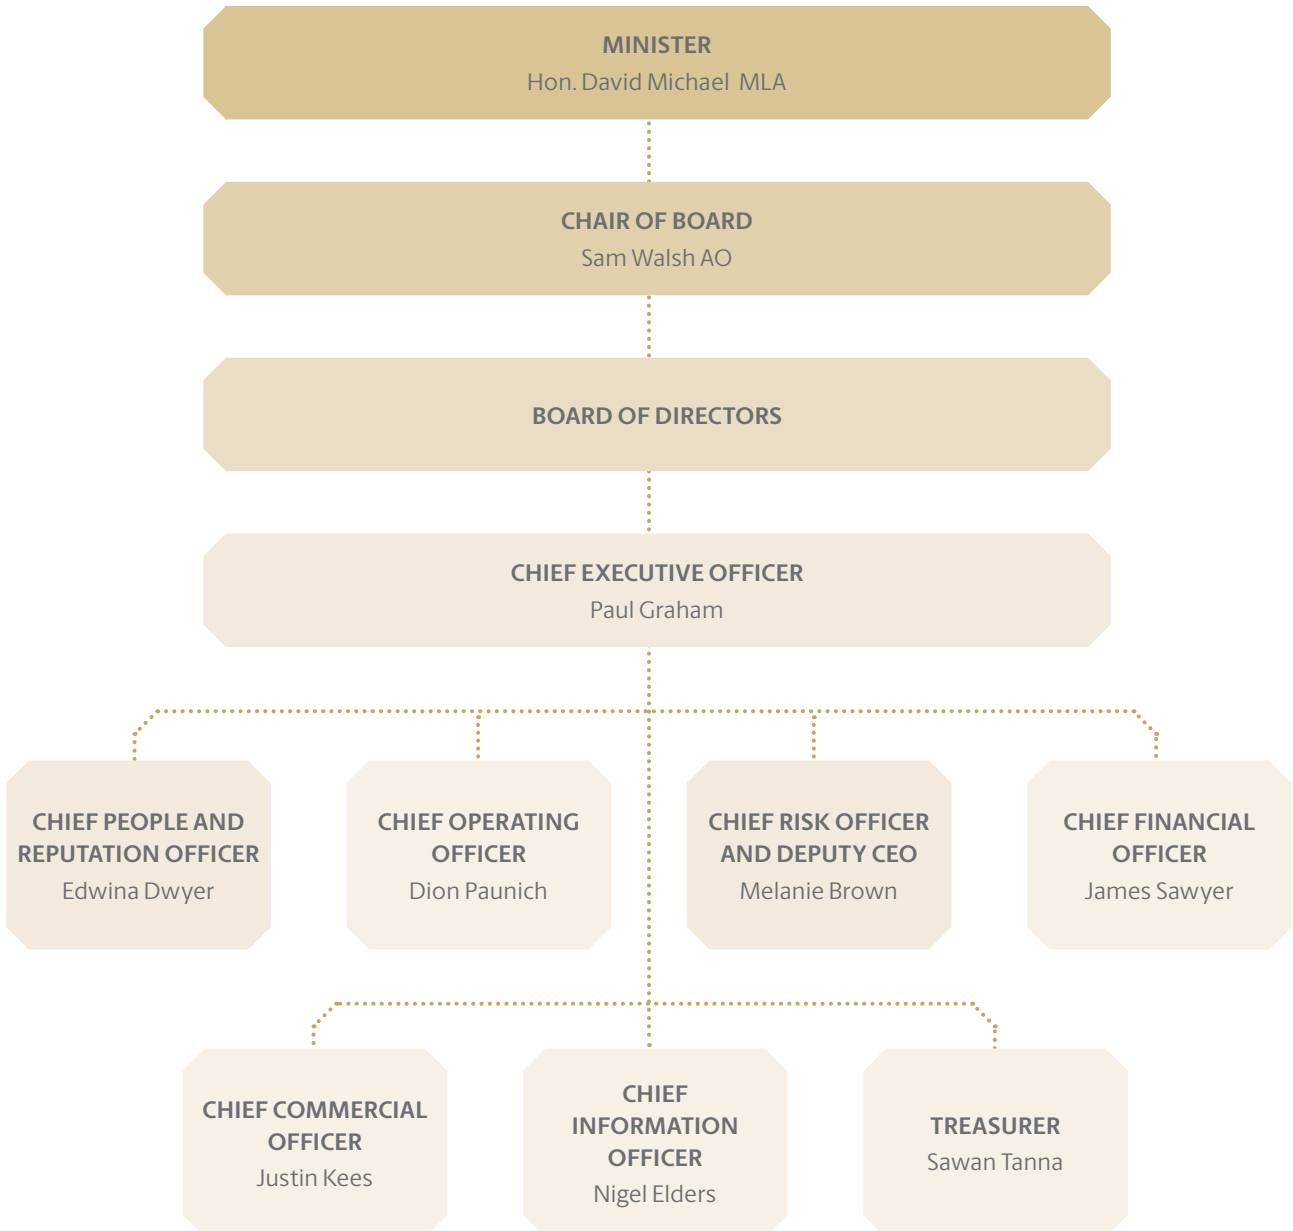 MINISTER
Hon. David Michael MLA
CHAIR OF BOARD
Sam Walsh AO
BOARD OF DIRECTORS
CHIEF EXECUTIVE OFFICER
Paul Graham
CHIEF PEOPLE AND
REPUTATION OFFICER
Edwina Dwyer
CHIEF OPERATING
OFFICER
Dion Paunich
CHIEF RISK OFFICER
AND DEPUTY CEO
Melanie Brown
CHIEF FINANCIAL
OFFICER
James Sawyer
CHIEF COMMERCIAL
OFFICER
Justin Kees
CHIEF
INFORMATION
OFFICER
Nigel Elders
TREASURER
Sawan Tanna